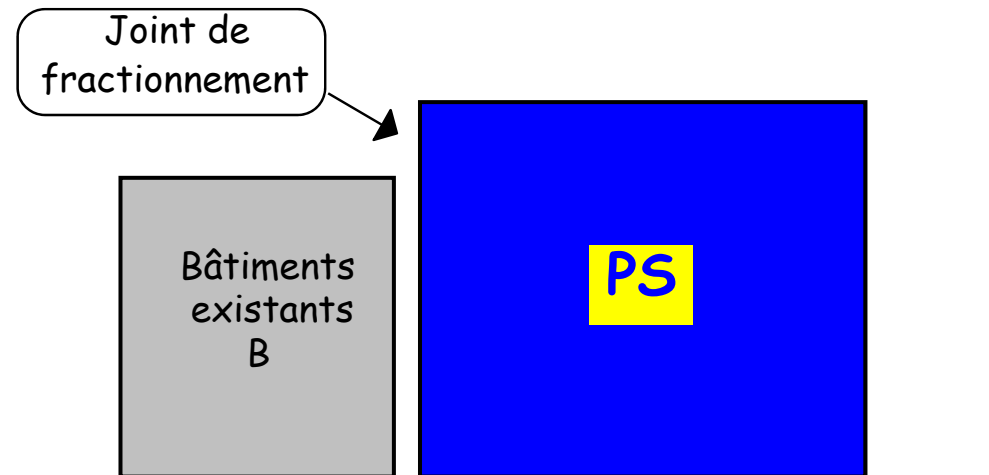 Joint de
fractionnement
Bâtiments
existants
B
PS